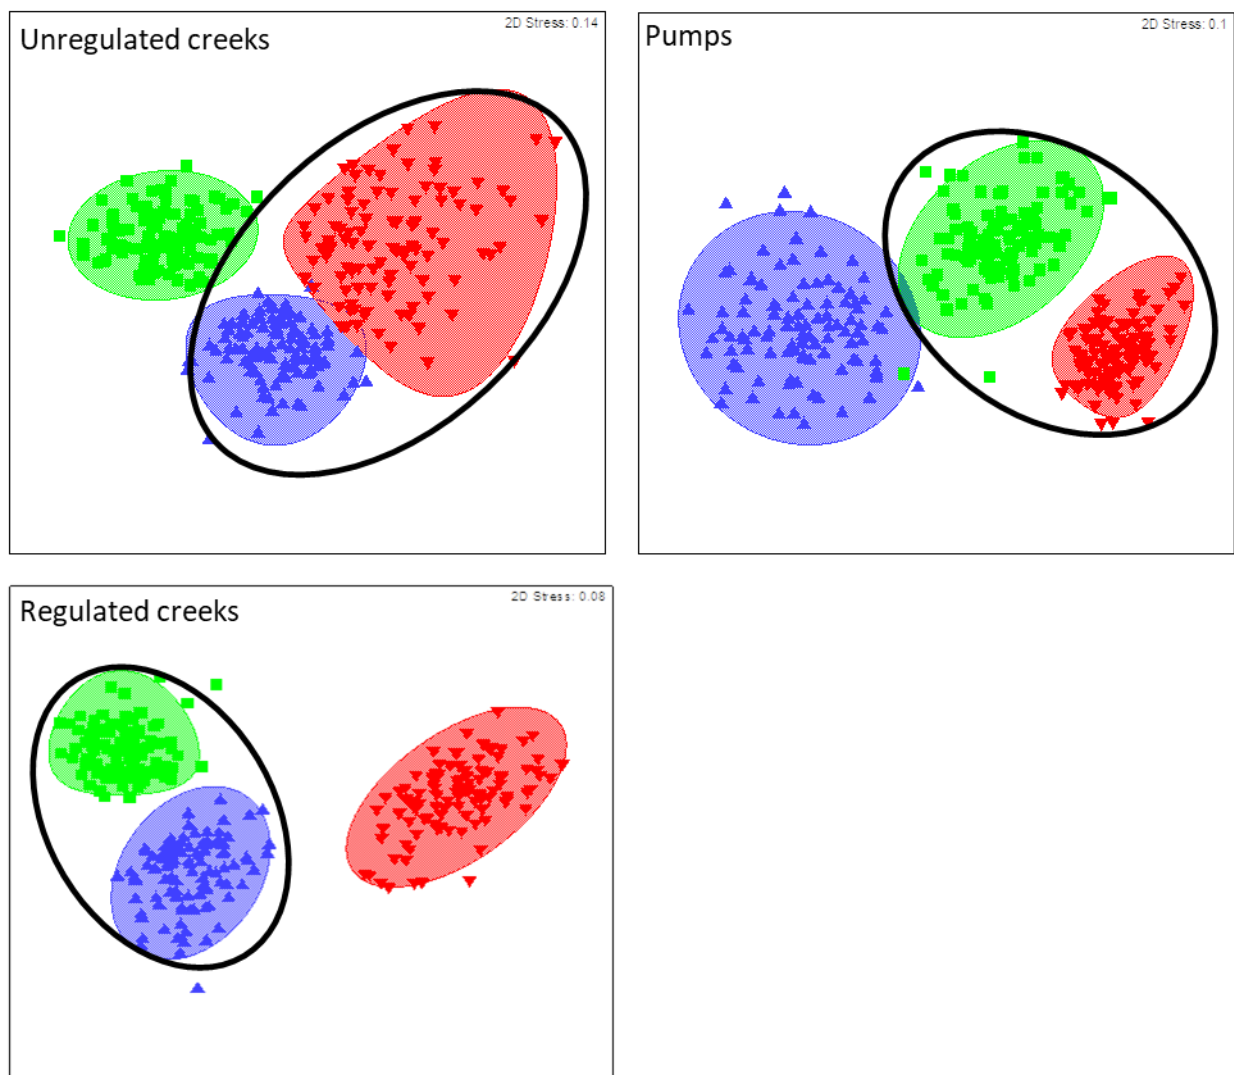 Unregulated creeks
2D Stress: 0.14
Pumps
2D Stress: 0.1
Regulated creeks
2D Stress: 0.08